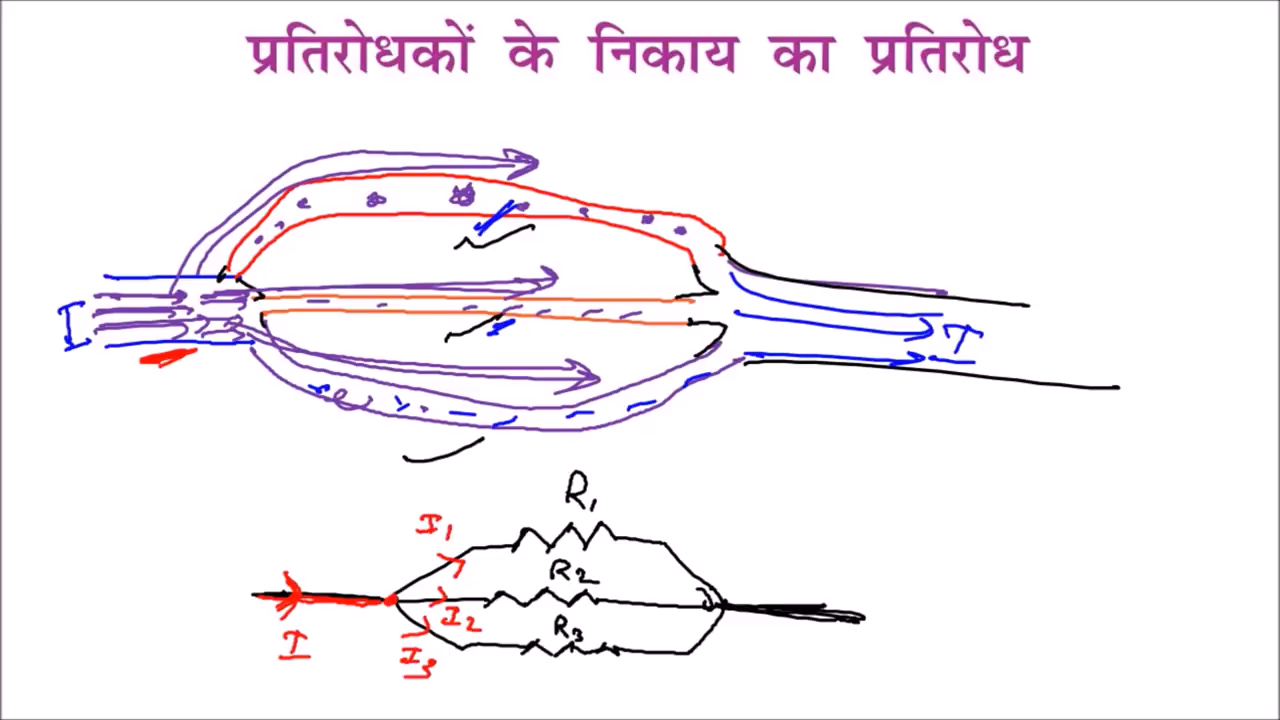 प्रतिरोधकों के निकाय का प्रतिरोध
I
I
R1
I1
R2
I2
R3
I
I3